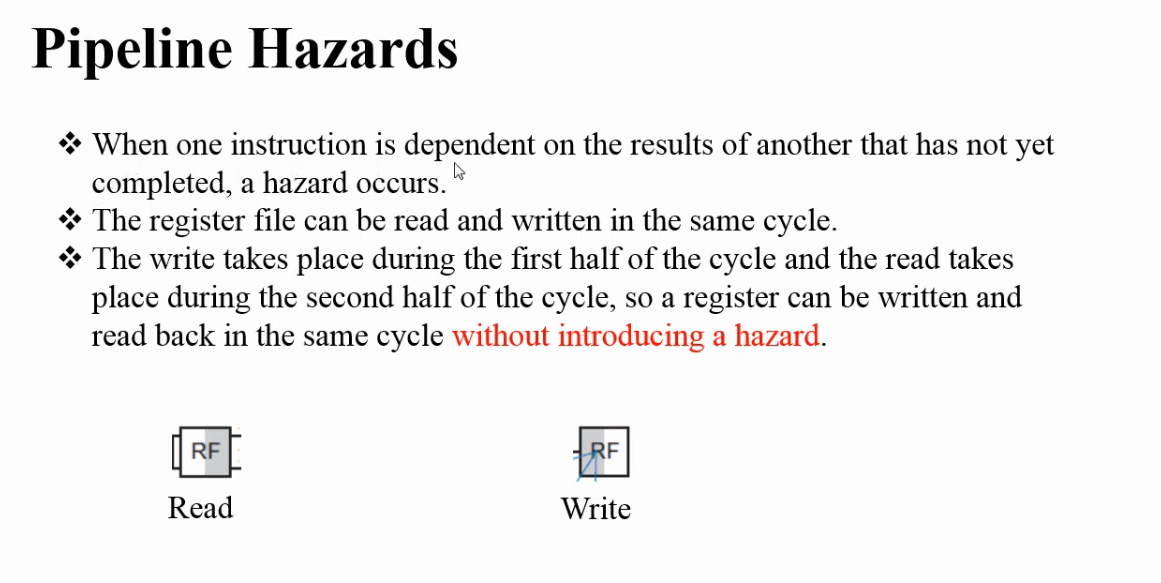 Pipeline Hazards
❖ When one instruction is dependent on the results of another that has not yet
completed, a hazard occurs.
❖ The register file can be read and written in the same cycle.
❖ The write takes place during the first half of the cycle and the read takes
place during the second half of the cycle, so a register can be written and
read back in the same cycle without introducing a hazard.
RF
RF
Read
Write